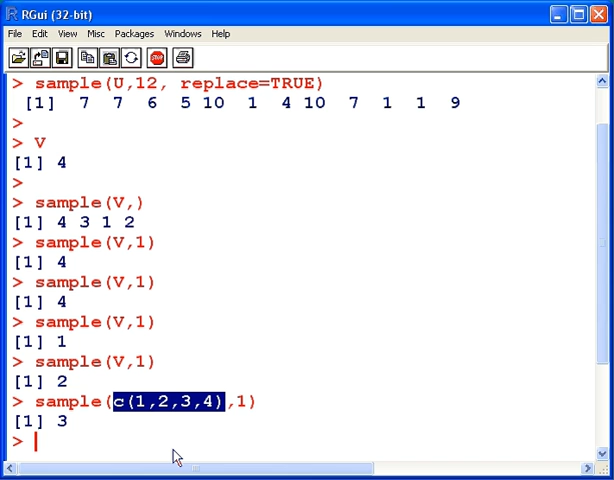 RGui (32-bit)
File Edit View Misc Packages Windows Help
STOP
> sample(U,12, replace=TRUE)
[1] 7 7 6 5 10 1 4 10 7 1 1 9
>
> V
[1] 4
>
> sample(V,)
[1] 4 3 1 2
> sample(V,1)
[1] 4
> sample(V,1)
[1] 4
> sample(V,1)
[1] 1
> sample(V,1)
[1] 2
> sample(c(1,2,3,4),1)
[1] 3
>